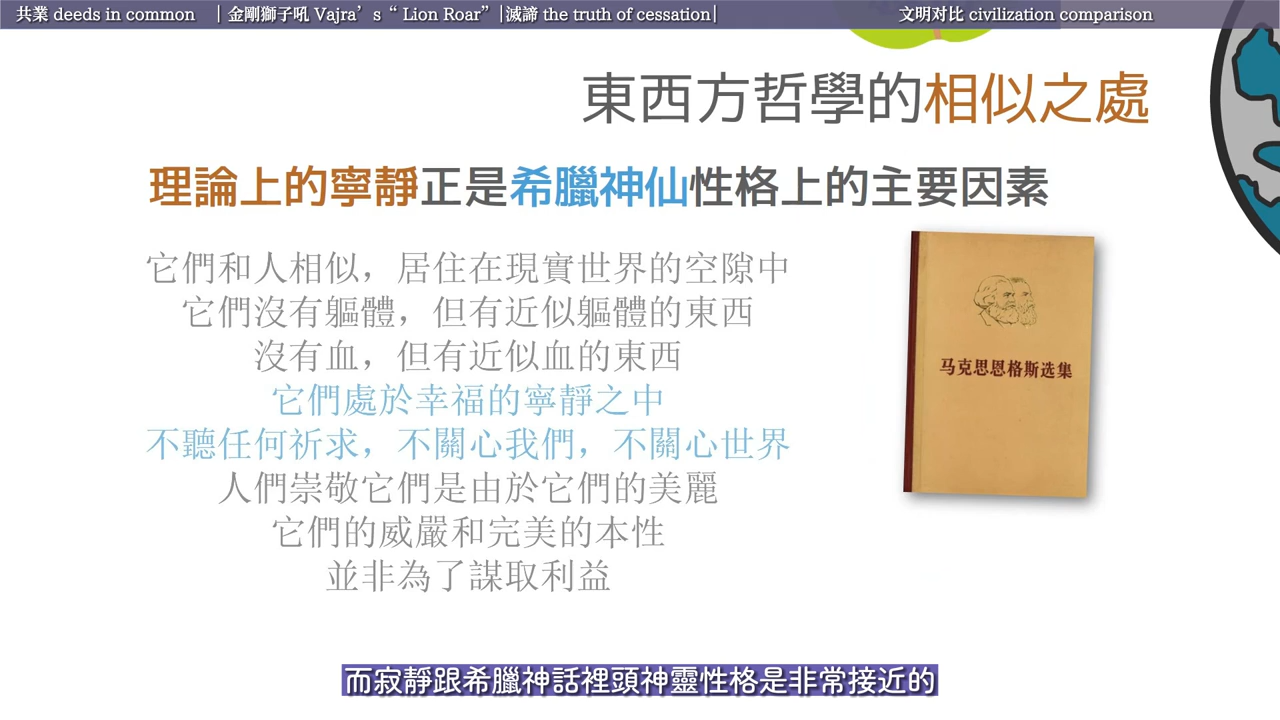 共業 deeds in common ｜金剛獅子吼 Vajra’s“ Lion Roar”|滅諦 the truth of cessation|
文明对比 civilization comparison
東西方哲學的相似之處
理論上的寧靜正是希臘神仙性格上的主要因素
它們和人相似，居住在現實世界的空隙中
它們沒有軀體，但有近似軀體的東西
沒有血，但有近似血的東西
它們處於幸福的寧靜之中
不聽任何祈求，不關心我們，不關心世界
人們崇敬它們是由於它們的美麗
它們的威嚴和完美的本性
並非為了謀取利益
马克思恩格斯选集
而寂靜跟希臘神話裡頭神靈性格是非常接近的